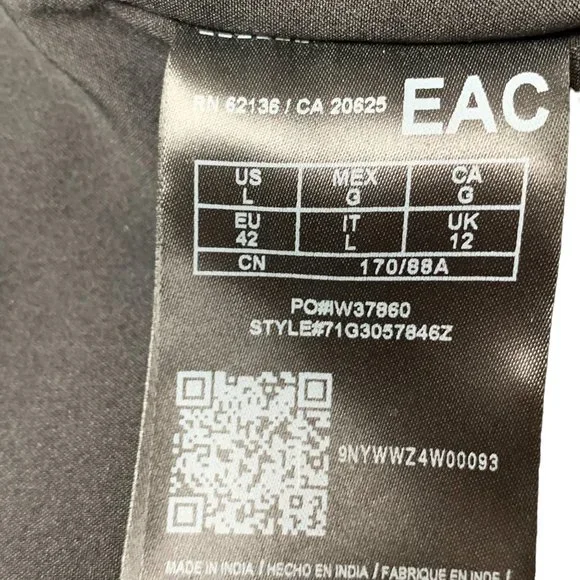 RN 62136 / CA 20625 EAC
US L MEX G CA G
EU 42 IT L UK 12
CN 170/88A
PO#IW37860
STYLE#71G3057846Z
9NYWWZ4W00093
MADE IN INDIA / HECHO EN INDIA / FABRIQUE EN INDE /